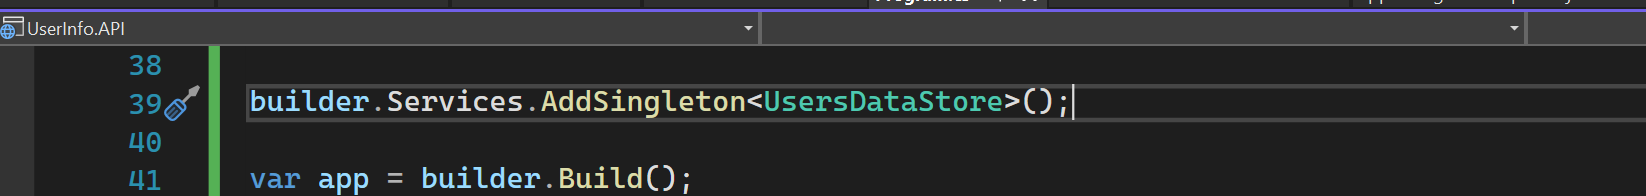 UserInfo.API
38
39 builder.Services.AddSingleton<UsersDataStore>();
40
41 var app = builder.Build();